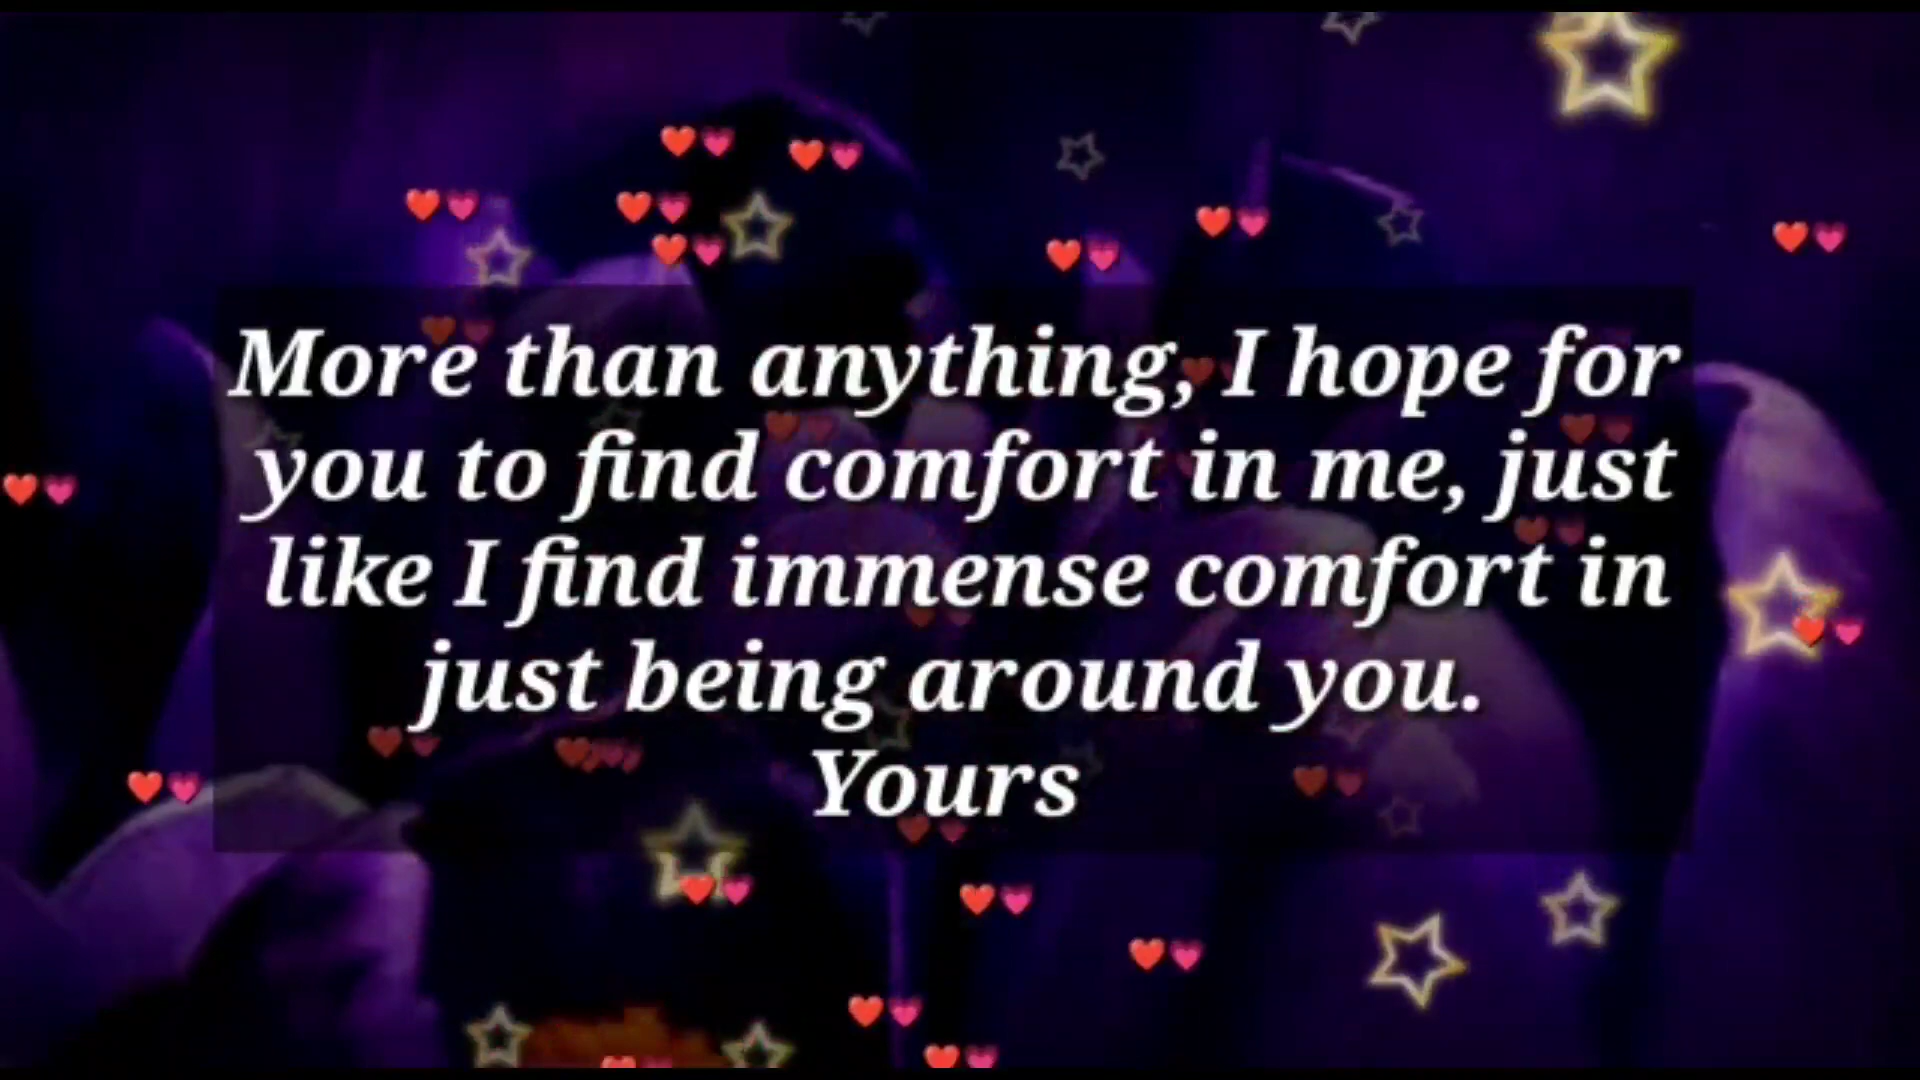 More than anything, I hope for
you to find comfort in me, just
like I find immense comfort in
just being around you.
Yours